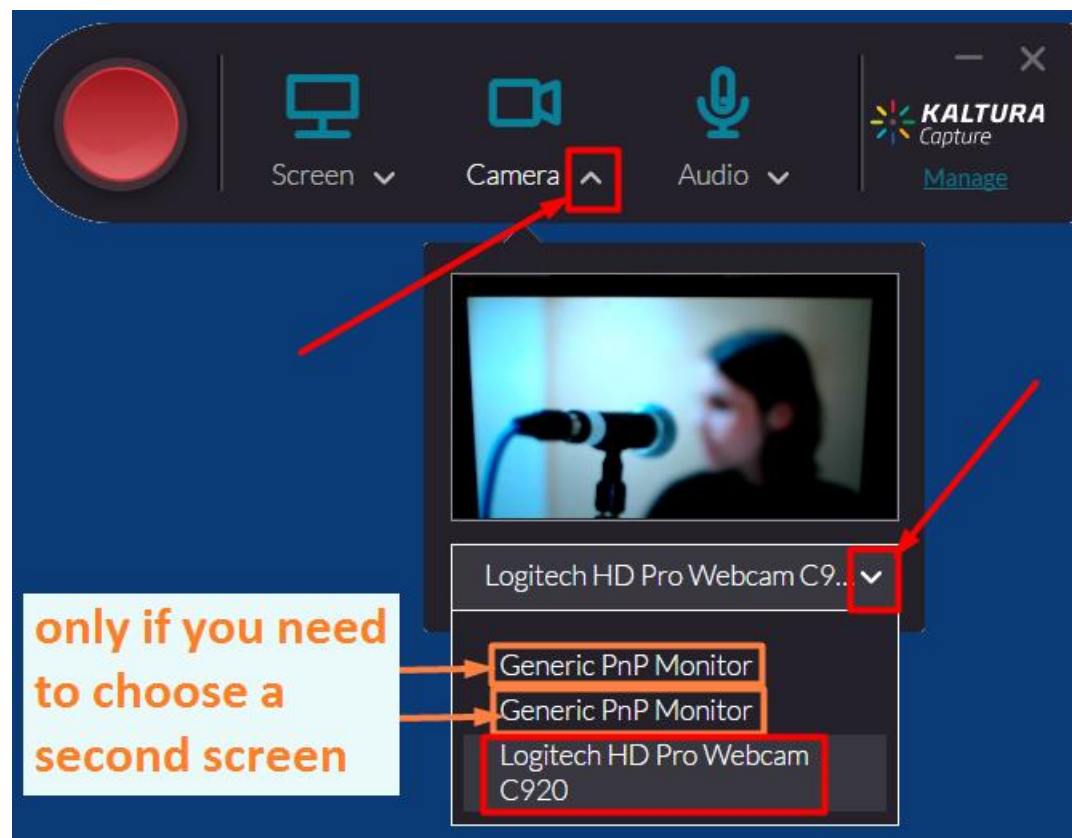 Screen
Camera
Audio
KALTURA
Capture
Manage
Logitech HD Pro Webcam C9...
only if you need
to choose a
second screen
Generic PnP Monitor
Generic PnP Monitor
Logitech HD Pro Webcam
C920